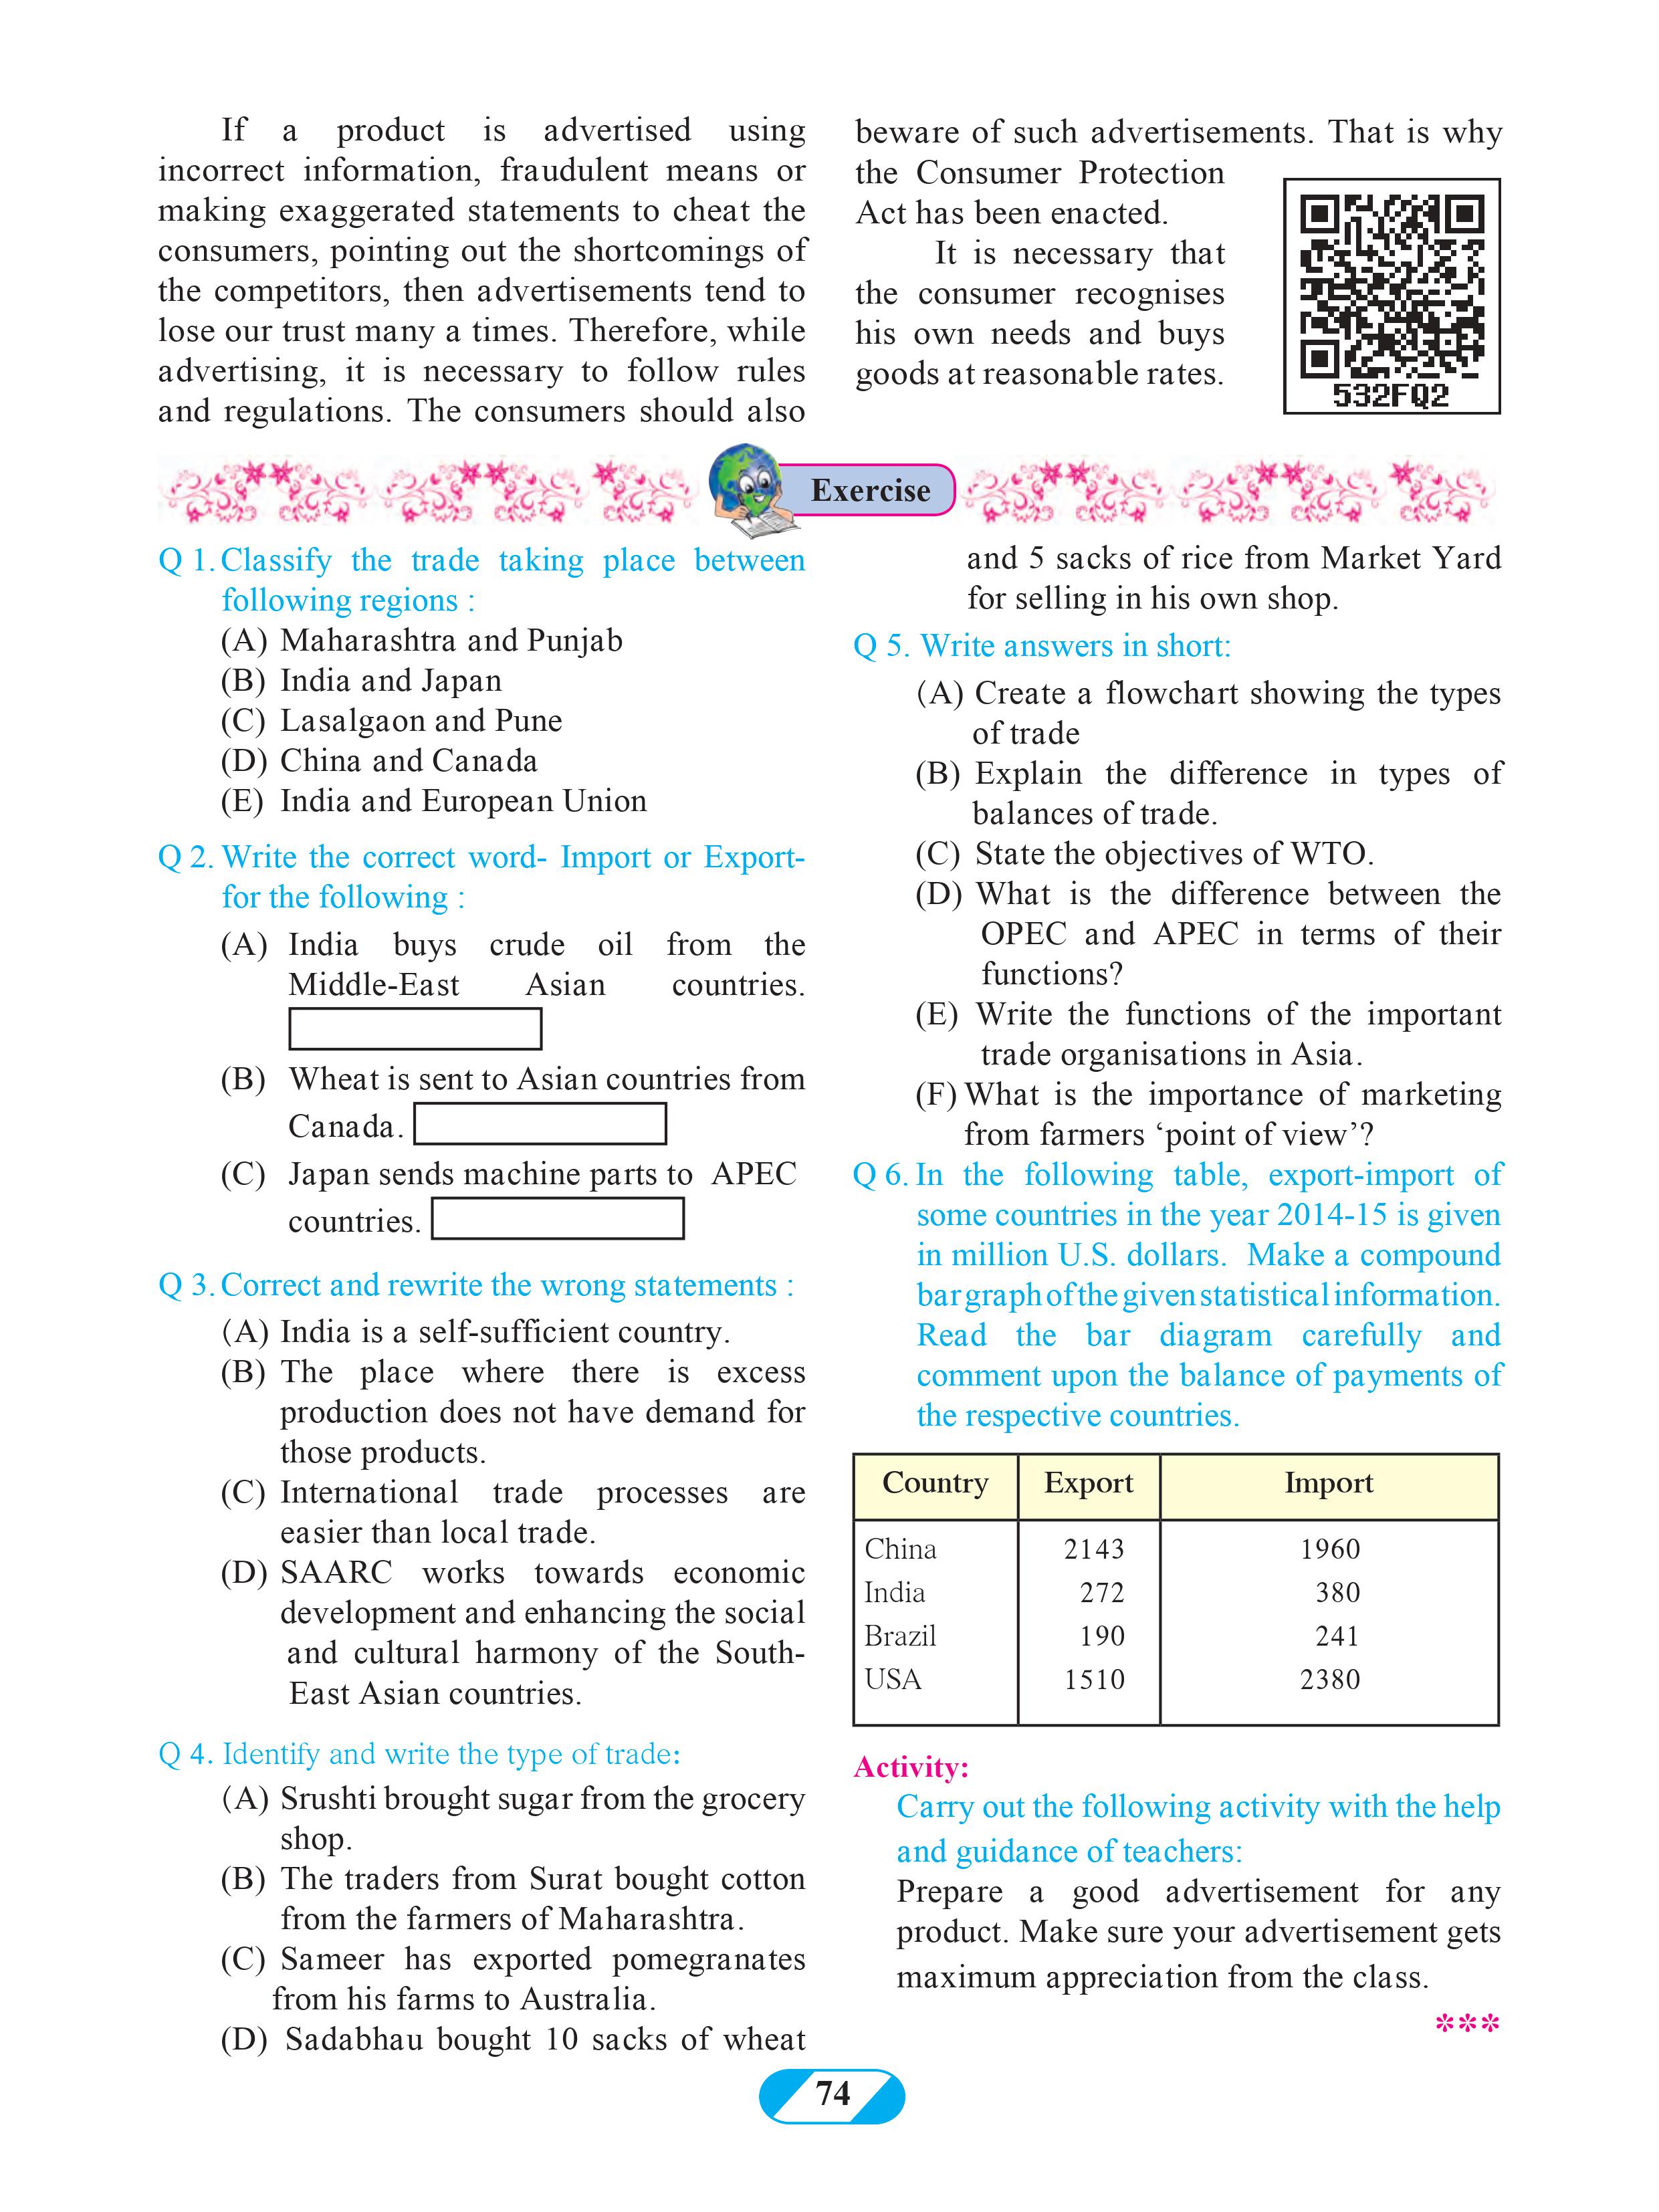 If a product is advertised using
incorrect information, fraudulent means or
making exaggerated statements to cheat the
consumers, pointing out the shortcomings of
the competitors, then advertisements tend to
lose our trust many a times. Therefore, while
advertising, it is necessary to follow rules
and regulations. The consumers should also
beware of such advertisements. That is why
the Consumer Protection
Act has been enacted.
It is necessary that
the consumer recognises
his own needs and buys
goods at reasonable rates.
532FQ2
Exercise
Q 1. Classify the trade taking place between
following regions :
(A) Maharashtra and Punjab
(B) India and Japan
(C) Lasalgaon and Pune
(D) China and Canada
(E) India and European Union
Q 2. Write the correct word- Import or Export-
for the following :
(A) India buys crude oil from the
Middle-East Asian countries.
(B) Wheat is sent to Asian countries from
Canada.
(C) Japan sends machine parts to APEC
countries.
Q 3. Correct and rewrite the wrong statements :
(A) India is a self-sufficient country.
(B) The place where there is excess
production does not have demand for
those products.
(C) International trade processes are
easier than local trade.
(D) SAARC works towards economic
development and enhancing the social
and cultural harmony of the South-
East Asian countries.
Q 4. Identify and write the type of trade:
(A) Srushti brought sugar from the grocery
shop.
(B) The traders from Surat bought cotton
from the farmers of Maharashtra.
(C) Sameer has exported pomegranates
from his farms to Australia.
(D) Sadabhau bought 10 sacks of wheat
and 5 sacks of rice from Market Yard
for selling in his own shop.
Q 5. Write answers in short:
(A) Create a flowchart showing the types
of trade
(B) Explain the difference in types of
balances of trade.
(C) State the objectives of WTO.
(D) What is the difference between the
OPEC and APEC in terms of their
functions?
(E) Write the functions of the important
trade organisations in Asia.
(F) What is the importance of marketing
from farmers ‘point of view’?
Q 6. In the following table, export-import of
some countries in the year 2014-15 is given
in million U.S. dollars. Make a compound
bar graph of the given statistical information.
Read the bar diagram carefully and
comment upon the balance of payments of
the respective countries.
Country Export Import
China 2143 1960
India 272 380
Brazil 190 241
USA 1510 2380
Activity:
Carry out the following activity with the help
and guidance of teachers:
Prepare a good advertisement for any
product. Make sure your advertisement gets
maximum appreciation from the class.
***
74